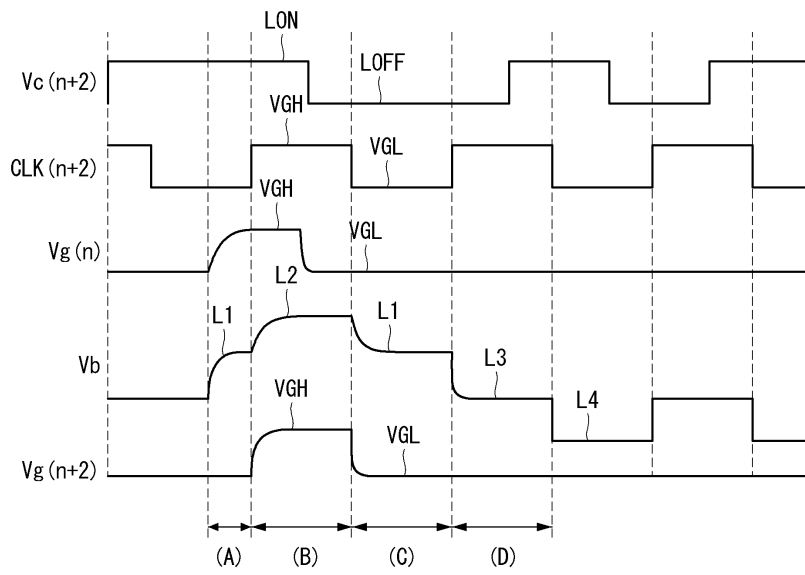 LON
Vc(n+2)
LOFF
VGH
CLK(n+2)
VGL
VGH
Vg(n)
VGL
L2
L1
L1
Vb
L3
VGH
L4
Vg(n+2)
VGL
(A) (B) (C) (D)